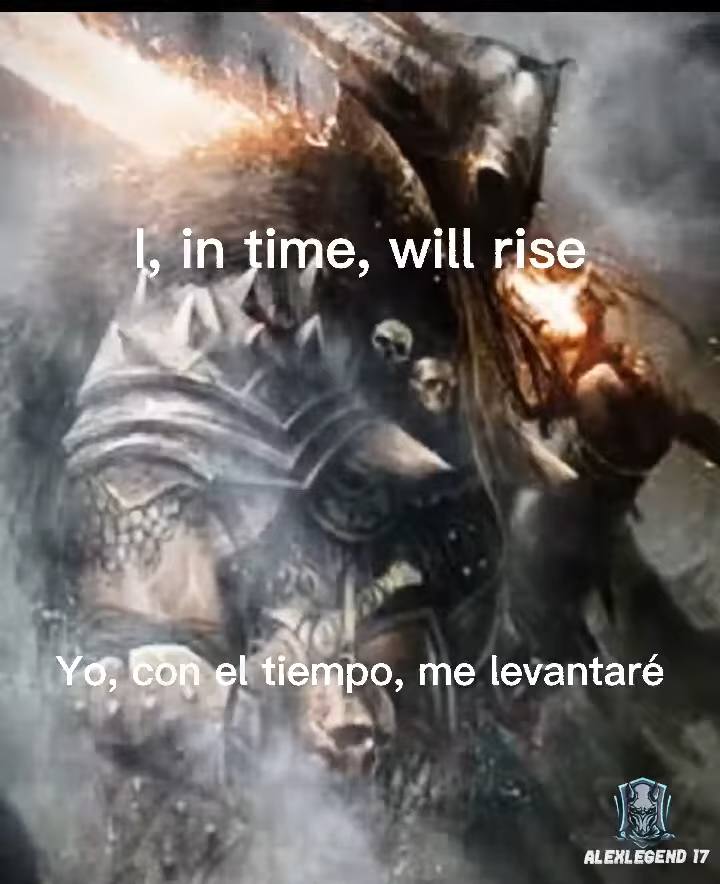 I, in time, will rise
Yo, con el tiempo, me levantaré
ALEXLEGEND 17